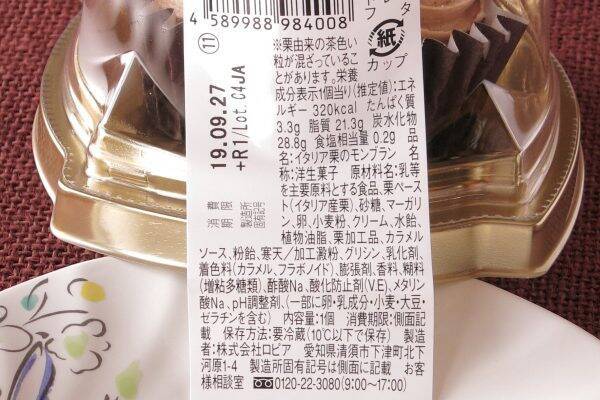 4 589988 984008
フタ
紙
カップ
⑪
19.09.27
+R1/Lot.04JA
消費期限
製造所固有記号
※栗由来の茶色い
粒が混ざっているこ
とがあります。栄養
成分表示1個当り(推定値):エネ
ルギー 320kcal たんぱく質
3.3g 脂質 21.3g 炭水化物
28.8g 食塩相当量 0.2g 品
名:イタリア栗のモンブラン 名
称:洋生菓子 原材料名:乳等
を主要原料とする食品、栗ペース
ト(イタリア産栗)、砂糖、マーガリ
ン、卵、小麦粉、クリーム、水飴、
植物油脂、栗加工品、カラメル
ソース、粉飴、寒天/加工澱粉、グリシン、乳化剤、
着色料(カラメル、フラボノイド)、膨張剤、香料、糊料
(増粘多糖類)、酢酸Na、酸化防止剤(V.E)、メタリン
酸Na、pH調整剤、(一部に卵・乳成分・小麦・大豆・
ゼラチンを含む) 内容量:1個 消費期限:側面記
載 保存方法:要冷蔵(10℃以下で保存) 製造
者:株式会社ロピア 愛知県清須市下津町北下
河原1-4 製造所固有記号は側面に記載 お客
様相談室 0120-22-3080(9:00〜17:00)